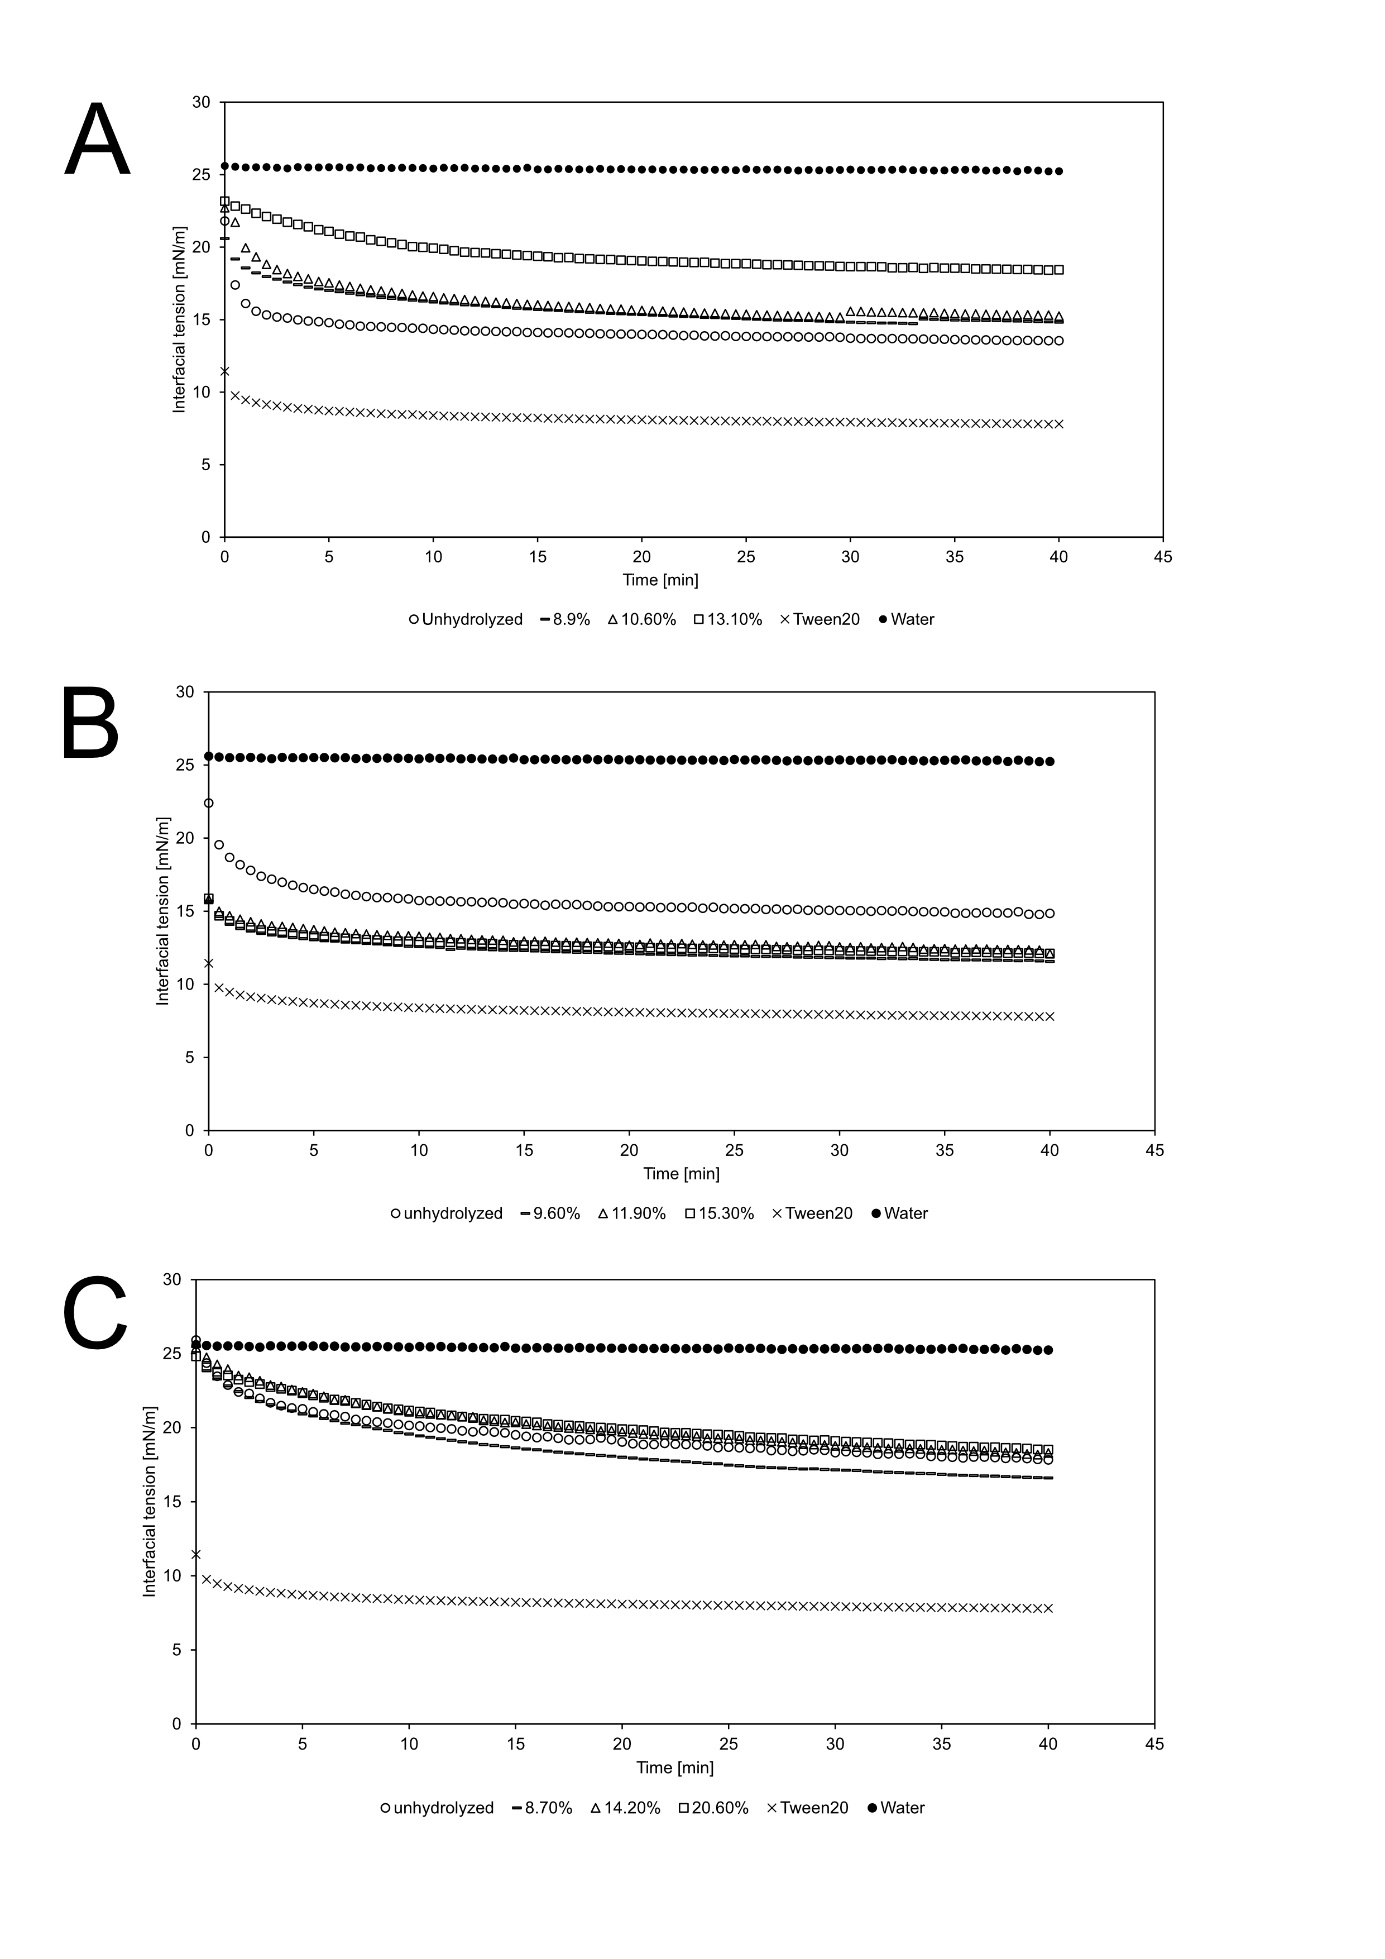 A
30
25
20
15
10
5
0
Interfacial tension [mN/m]
0 5 10 15 20 25 30 35 40 45
Time [min]
Unhydrolyzed 8.9% 10.60% 13.10% Tween20 Water
B
30
25
20
15
10
5
0
Interfacial tension [mN/m]
0 5 10 15 20 25 30 35 40 45
Time [min]
unhydrolyzed 9.60% 11.90% 15.30% Tween20 Water
C
30
25
20
15
10
5
0
Interfacial tension [mN/m]
0 5 10 15 20 25 30 35 40 45
Time [min]
unhydrolyzed 8.70% 14.20% 20.60% Tween20 Water